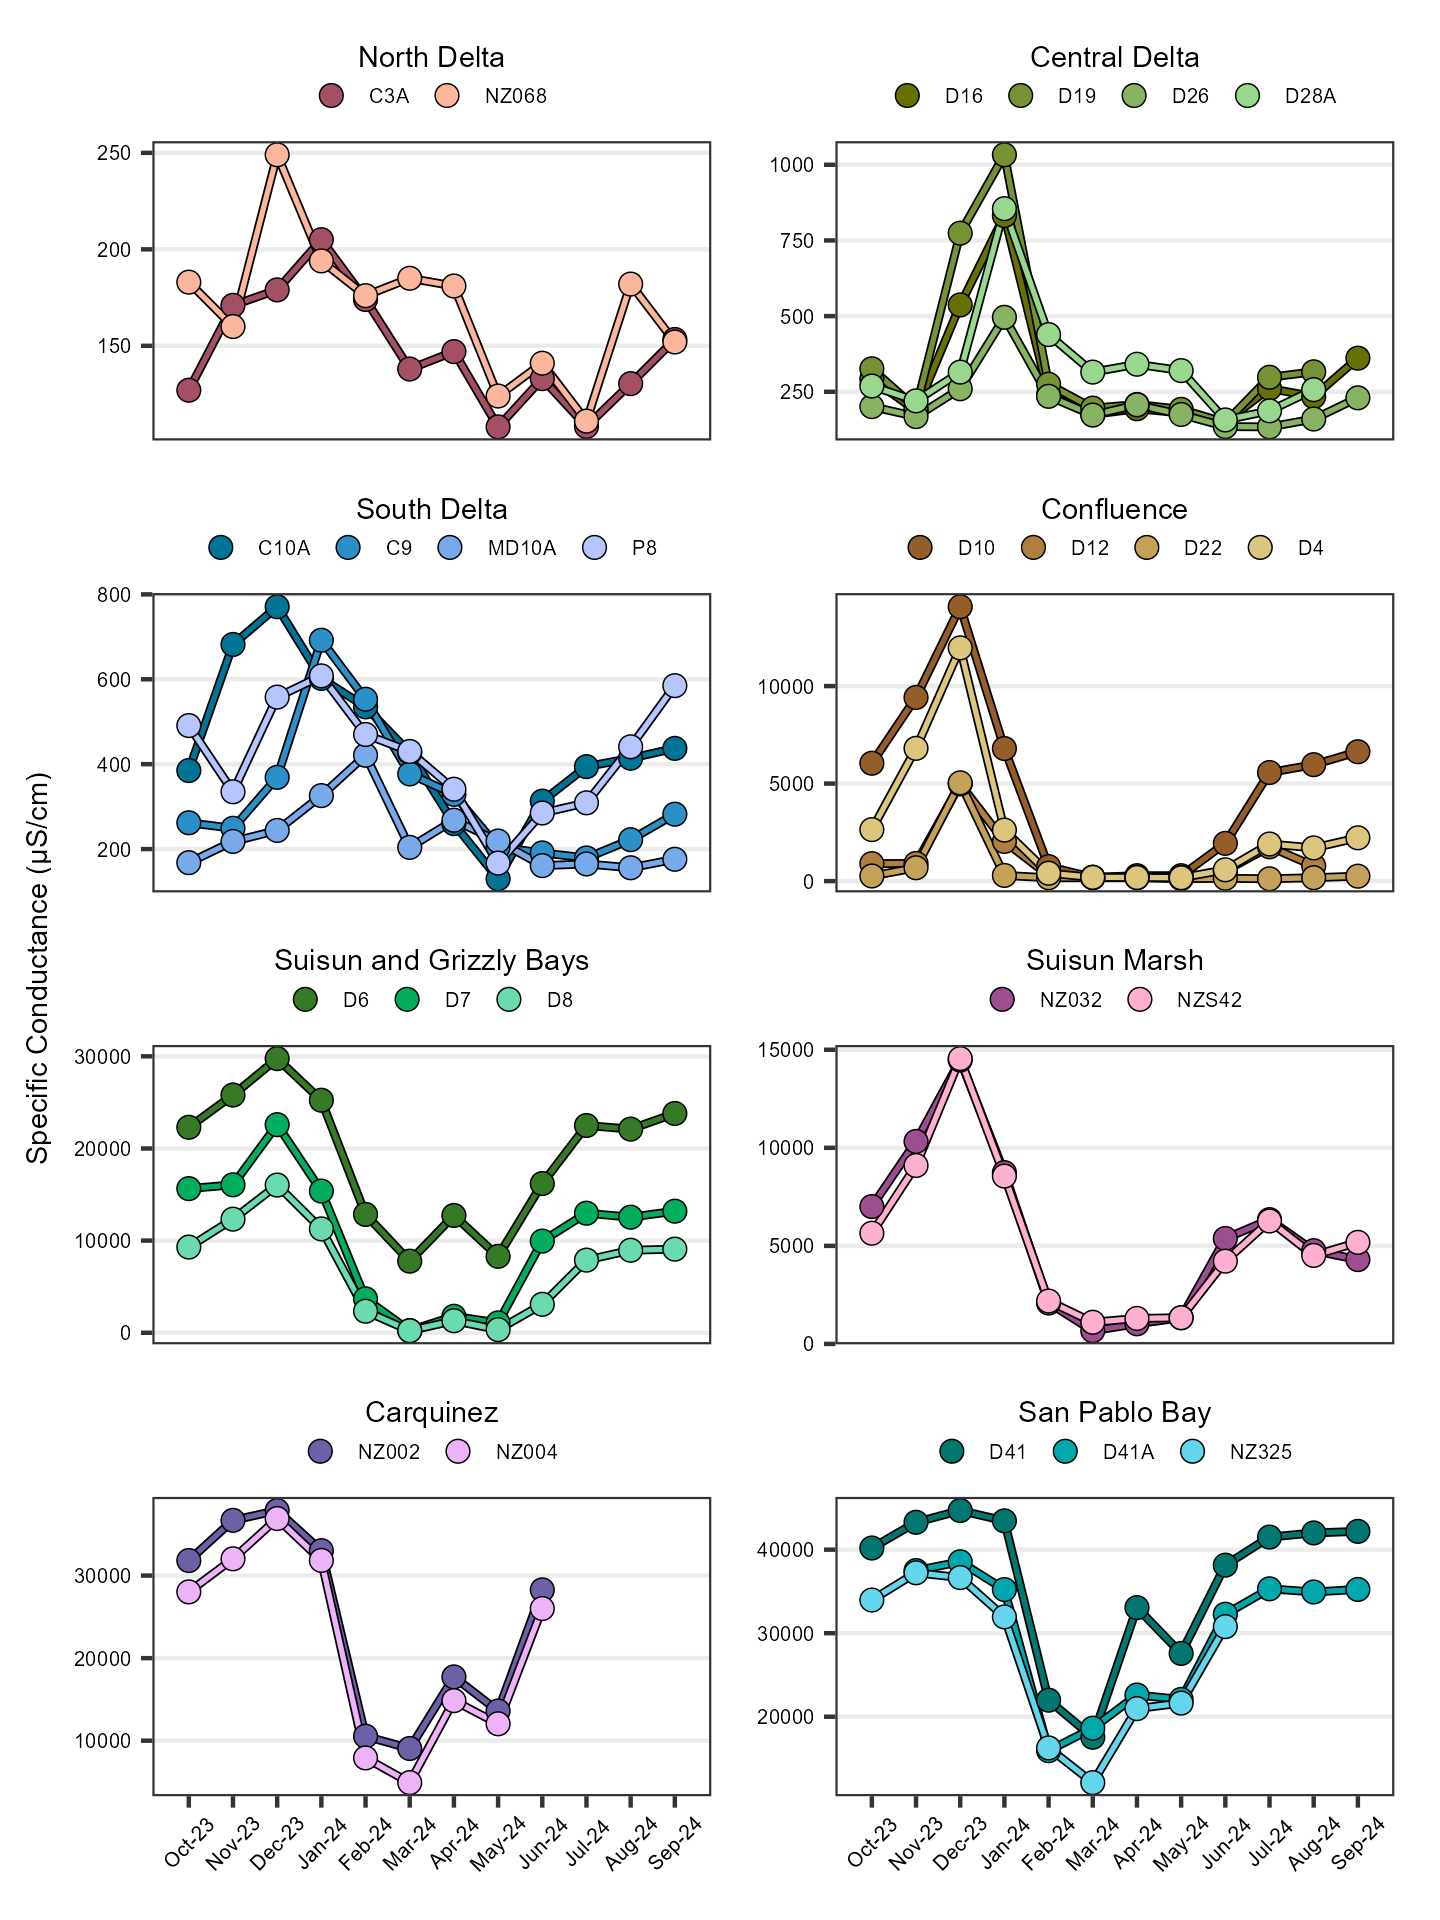 North Delta
C3A NZ068
250
200
150
Central Delta
D16 D19 D26 D28A
1000
750
500
250
South Delta
C10A C9 MD10A P8
800
600
400
200
Confluence
D10 D12 D22 D4
10000
5000
0
Specific Conductance (µS/cm)
Suisun and Grizzly Bays
D6 D7 D8
30000
20000
10000
0
Suisun Marsh
NZ032 NZS42
15000
10000
5000
0
Carquinez
NZ002 NZ004
30000
20000
10000
Oct-23 Nov-23 Dec-23 Jan-24 Feb-24 Mar-24 Apr-24 May-24 Jun-24 Jul-24 Aug-24 Sep-24
San Pablo Bay
D41 D41A NZ325
40000
30000
20000
Oct-23 Nov-23 Dec-23 Jan-24 Feb-24 Mar-24 Apr-24 May-24 Jun-24 Jul-24 Aug-24 Sep-24